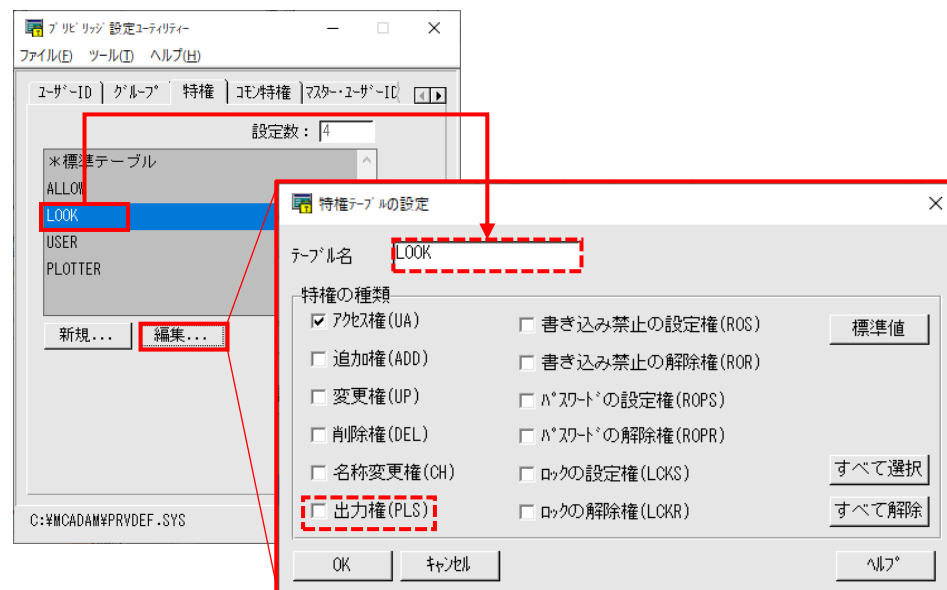 プリビリッジ 設定ユーティリティー
ファイル(F) ツール(T) ヘルプ(H)
ユーザーID グループ 特権 コモン特権 マスター・ユーザーID
設定数： 4
＊標準テーブル
ALLOW
LOOK
USER
PLOTTER
新規... 編集...
C:¥MCADAM¥PRVDEF.SYS
特権テーブルの設定
テーブル名 LOOK
特権の種類
アクセス権(UA)
追加権(ADD)
変更権(UP)
削除権(DEL)
名称変更権(CH)
出力権(PLS)
書き込み禁止の設定権(ROS)
書き込み禁止の解除権(ROR)
パスワードの設定権(ROPS)
パスワードの解除権(ROPR)
ロックの設定権(LCKS)
ロックの解除権(LCKR)
標準値
すべて選択
すべて解除
OK キャンセル ヘルプ